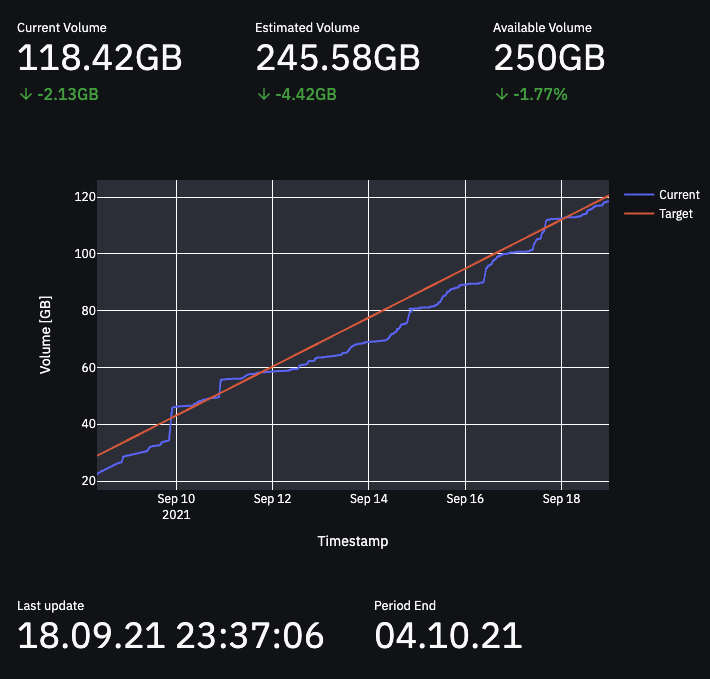 Current Volume
118.42GB
↓ -2.13GB
Estimated Volume
245.58GB
↓ -4.42GB
Available Volume
250GB
↓ -1.77%
Current
Target
Volume [GB]
120
100
80
60
40
20
Sep 10
2021
Sep 12
Sep 14
Sep 16
Sep 18
Timestamp
Last update
18.09.21 23:37:06
Period End
04.10.21